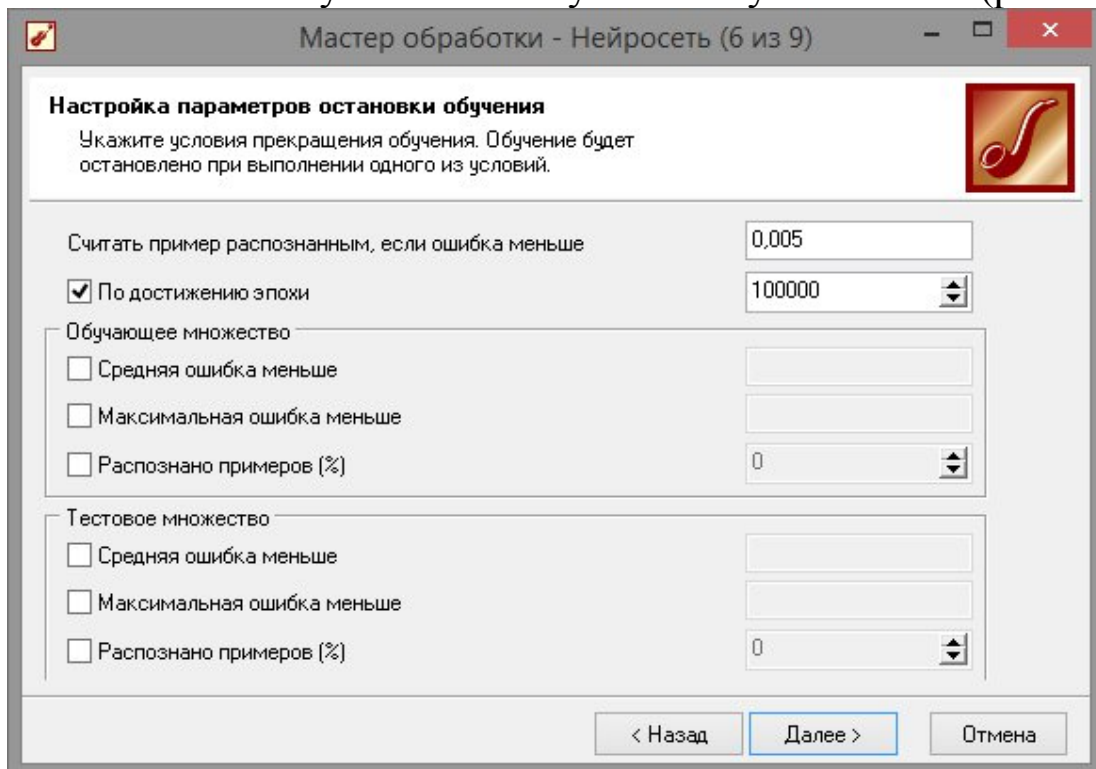 Мастер обработки - Нейросеть (6 из 9)
Настройка параметров остановки обучения
Укажите условия прекращения обучения. Обучение будет
остановлено при выполнении одного из условий.
Считать пример распознанным, если ошибка меньше 0,005
По достижению эпохи 100000
Обучающее множество
Средняя ошибка меньше
Максимальная ошибка меньше
Распознано примеров (%) 0
Тестовое множество
Средняя ошибка меньше
Максимальная ошибка меньше
Распознано примеров (%) 0
< Назад Далее > Отмена